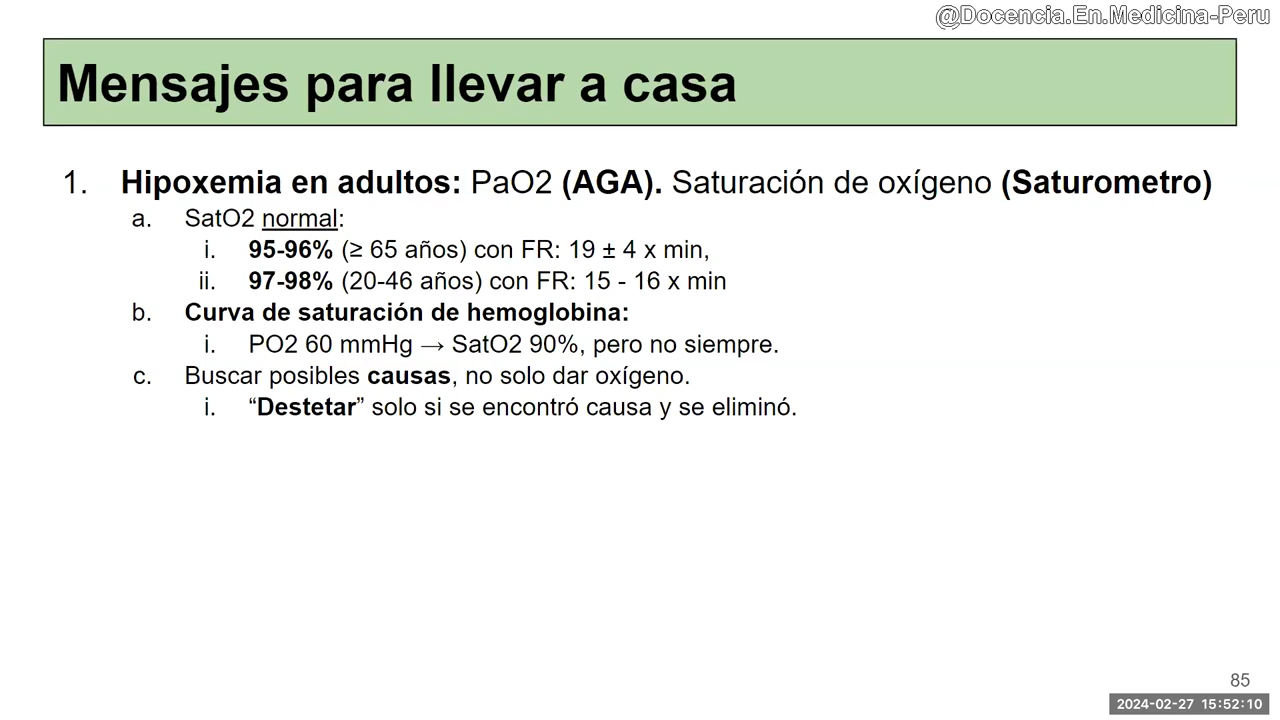 @Docencia.En.Medicina-Peru
Mensajes para llevar a casa
1. Hipoxemia en adultos: PaO2 (AGA). Saturación de oxígeno (Saturometro)
a. SatO2 normal:
i. 95-96% (≥ 65 años) con FR: 19 ± 4 x min,
ii. 97-98% (20-46 años) con FR: 15 - 16 x min
b. Curva de saturación de hemoglobina:
i. PO2 60 mmHg → SatO2 90%, pero no siempre.
c. Buscar posibles causas, no solo dar oxígeno.
i. “Destetar” solo si se encontró causa y se eliminó.
85
2024-02-27 15:52:10